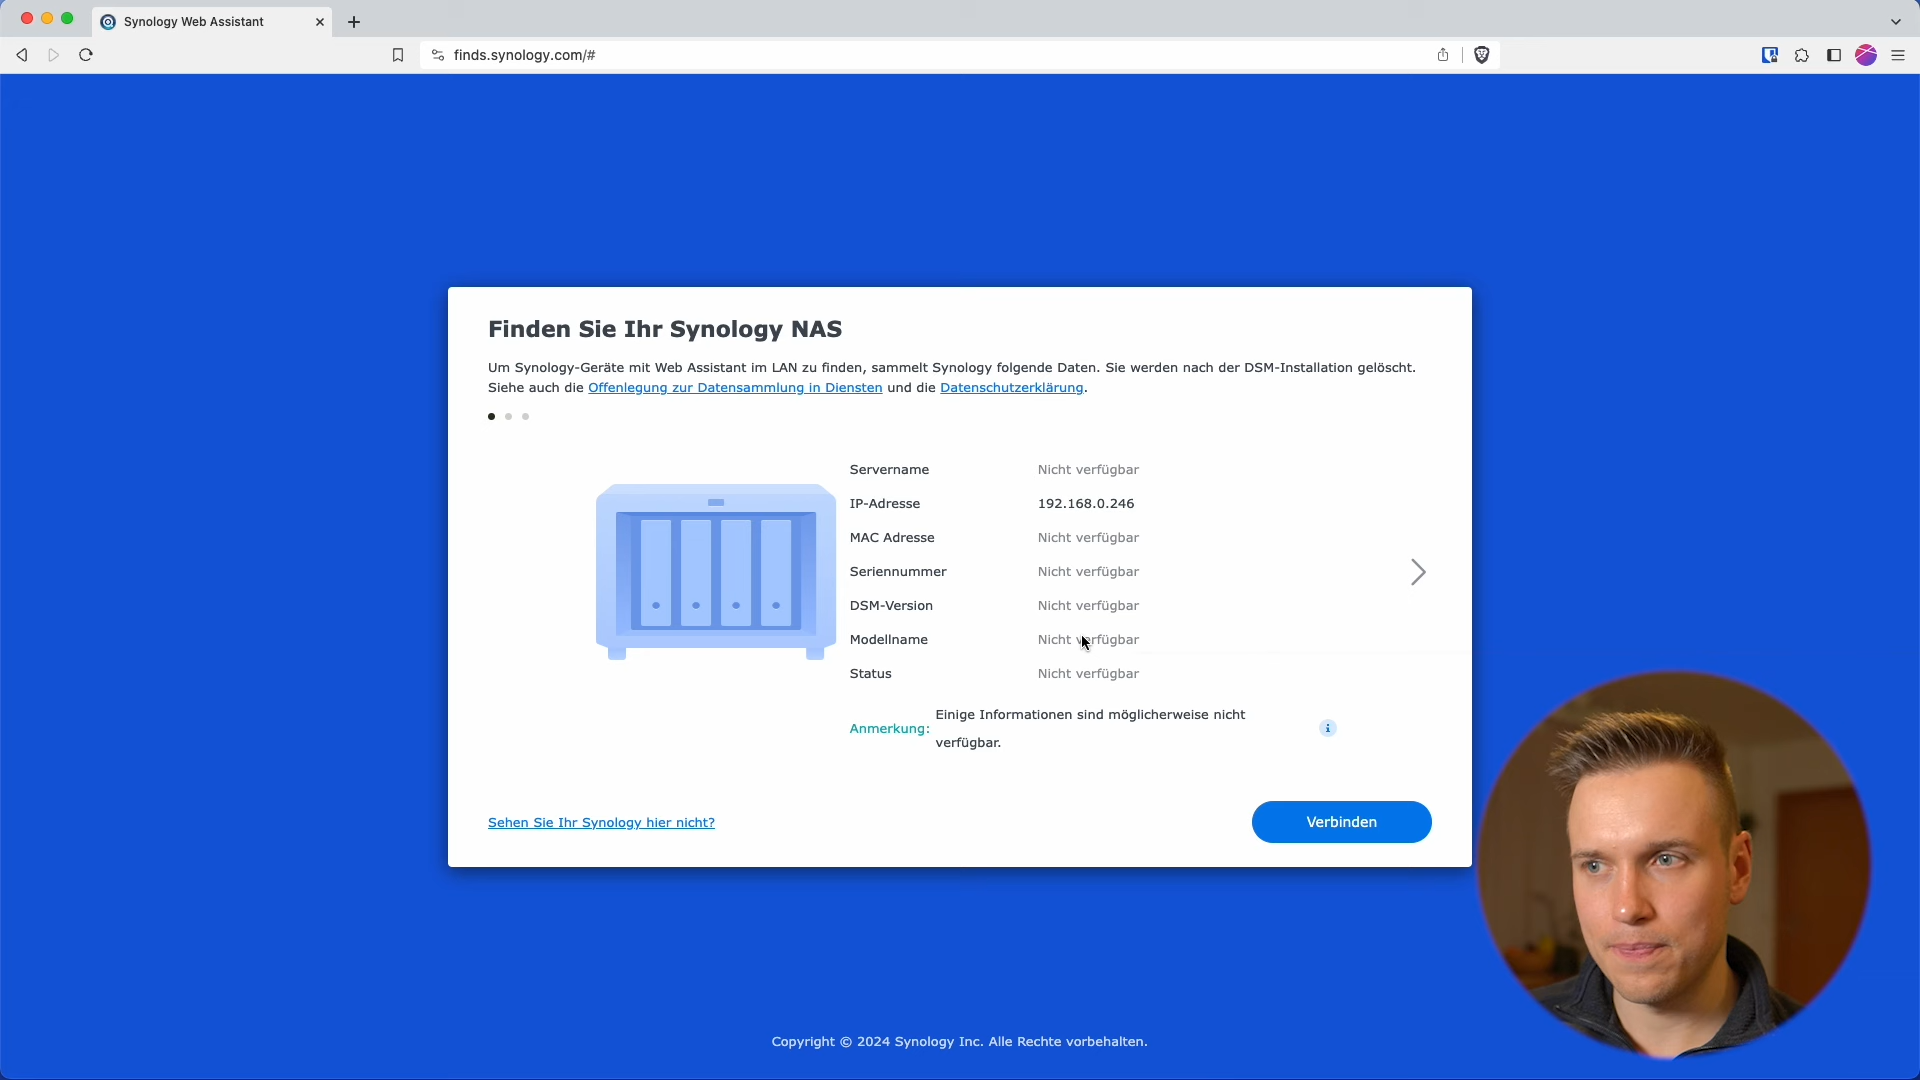 Synology Web Assistant
finds.synology.com/#
Finden Sie Ihr Synology NAS
Um Synology-Geräte mit Web Assistant im LAN zu finden, sammelt Synology folgende Daten. Sie werden nach der DSM-Installation gelöscht.
Siehe auch die Offenlegung zur Datensammlung in Diensten und die Datenschutzerklärung.
Servername Nicht verfügbar
IP-Adresse 192.168.0.246
MAC Adresse Nicht verfügbar
Seriennummer Nicht verfügbar
DSM-Version Nicht verfügbar
Modellname Nicht verfügbar
Status Nicht verfügbar
Anmerkung: Einige Informationen sind möglicherweise nicht
verfügbar.
Sehen Sie Ihr Synology hier nicht?
Verbinden
Copyright © 2024 Synology Inc. Alle Rechte vorbehalten.